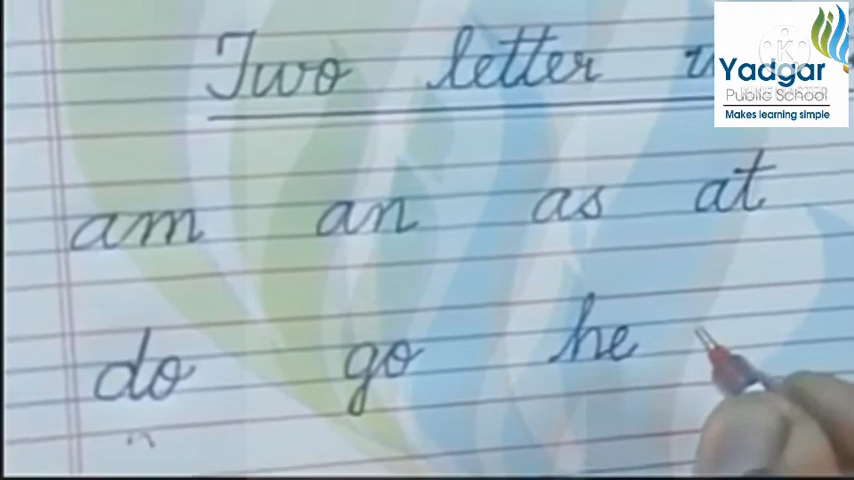 Two letter
am an as at
do go he
Yadgar
Public School
Makes learning simple